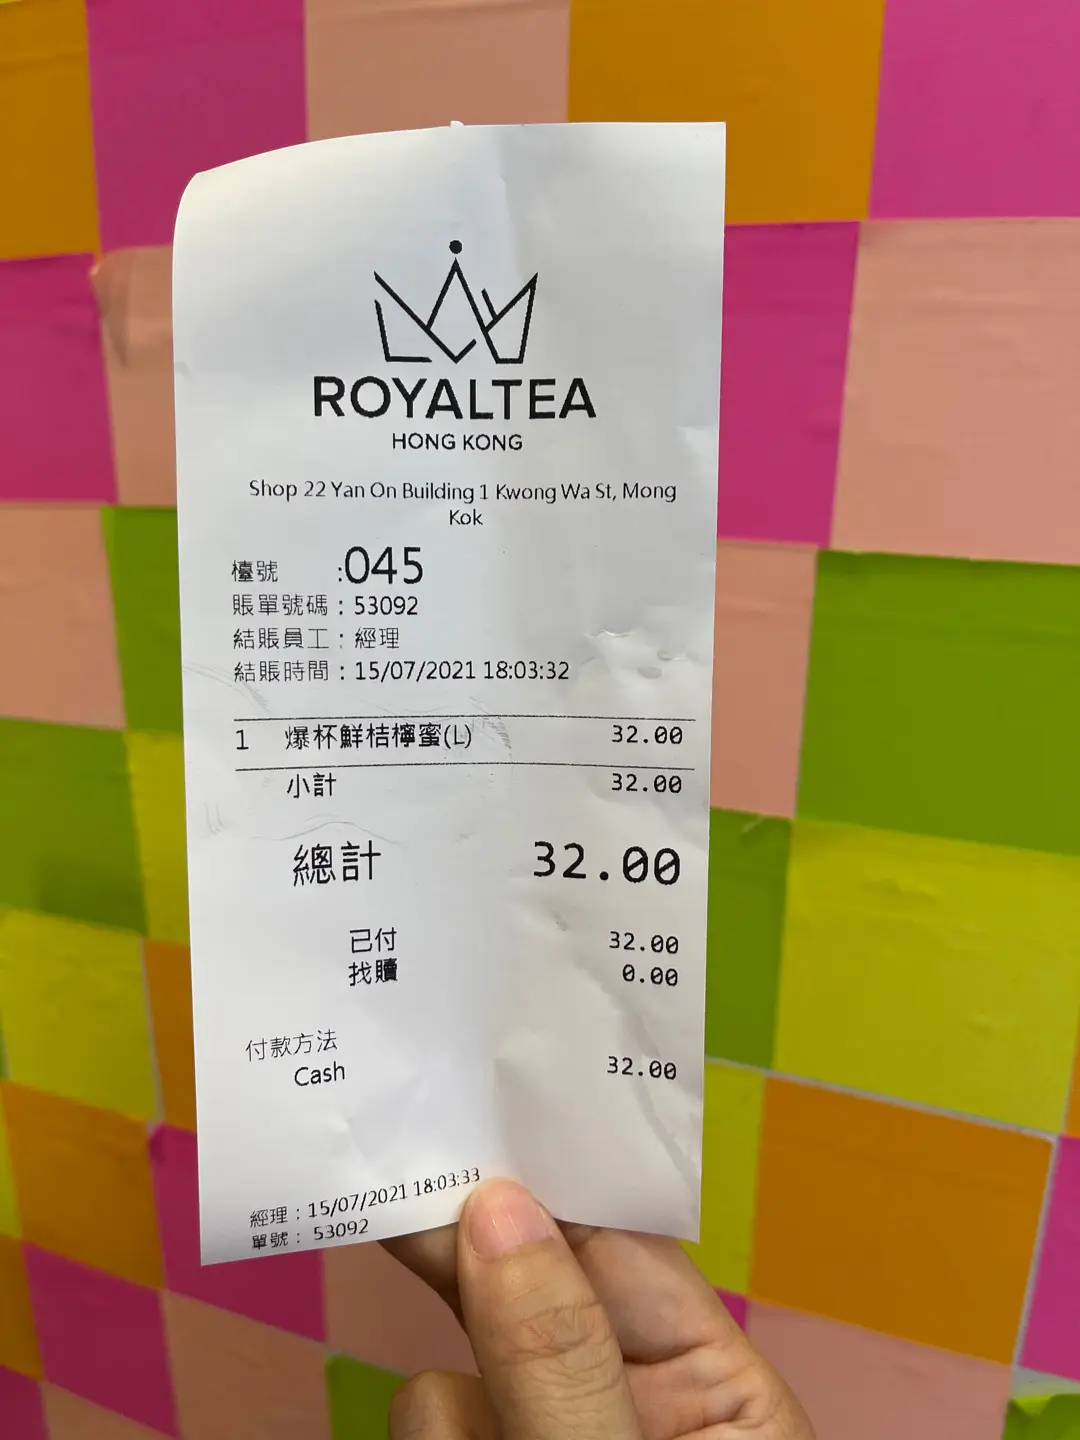 ROYALTEA
HONG KONG
Shop 22 Yan On Building 1 Kwong Wa St, Mong
Kok
檯號 :045
賬單號碼：53092
結賬員工：經理
結賬時間：15/07/2021 18:03:32
1 爆杯鮮桔檸蜜(L) 32.00
小計 32.00
總計 32.00
已付 32.00
找贖 0.00
付款方法
Cash 32.00
經理：15/07/2021 18:03:33
單號： 53092